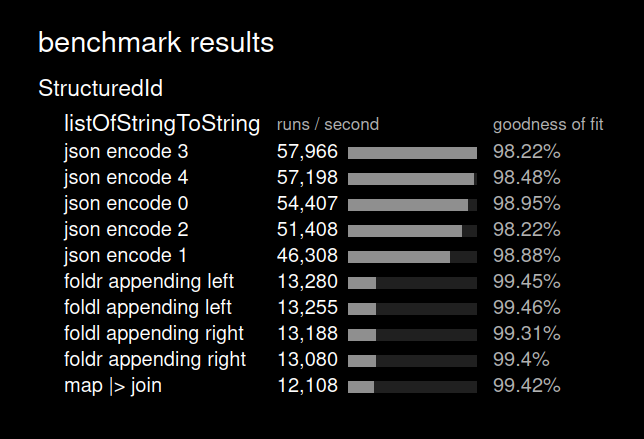 benchmark results
StructuredId
listOfStringToString runs / second goodness of fit
json encode 3 57,966 98.22%
json encode 4 57,198 98.48%
json encode 0 54,407 98.95%
json encode 2 51,408 98.22%
json encode 1 46,308 98.88%
foldr appending left 13,280 99.45%
foldl appending left 13,255 99.46%
foldl appending right 13,188 99.31%
foldr appending right 13,080 99.4%
map |> join 12,108 99.42%